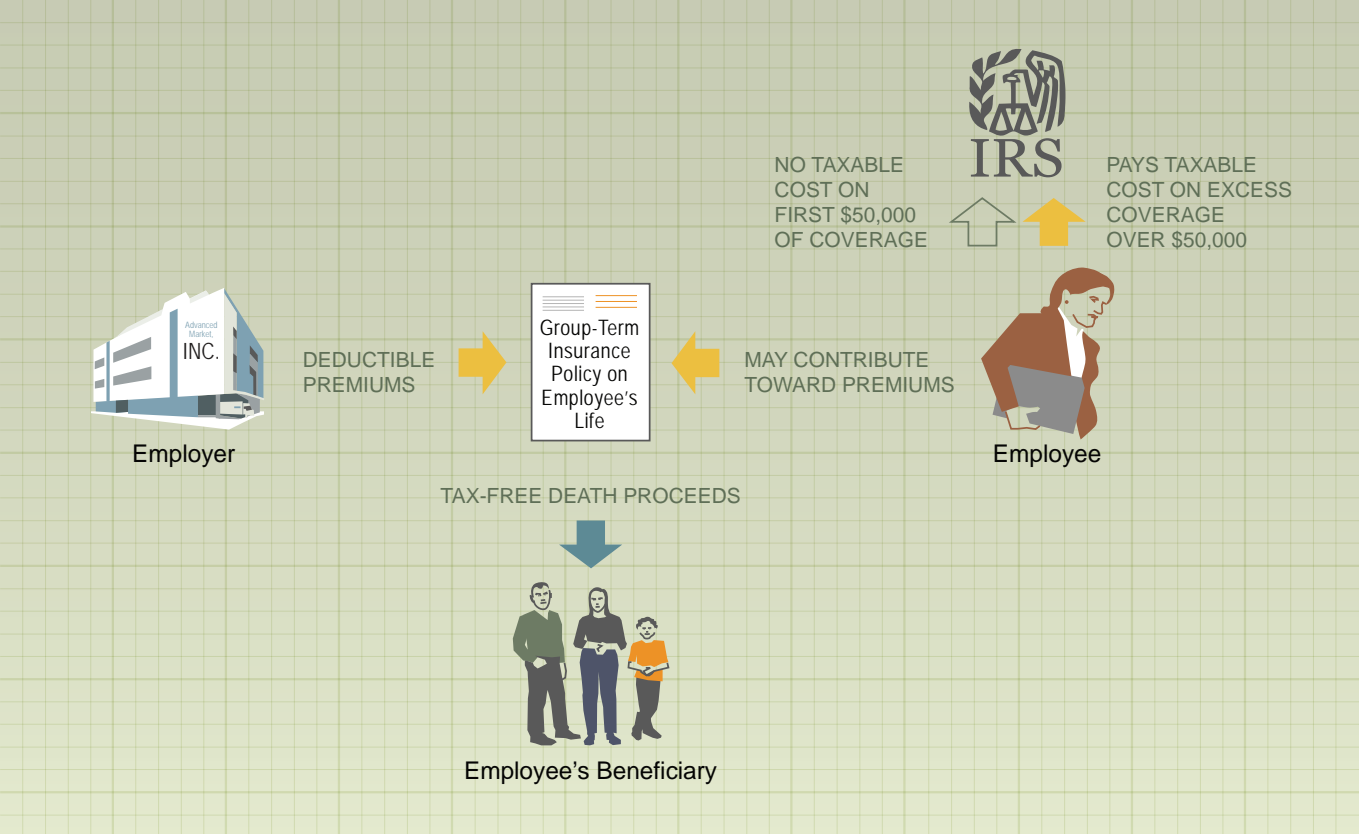 IRS
NO TAXABLE
COST ON
FIRST $50,000
OF COVERAGE
PAYS TAXABLE
COST ON EXCESS
COVERAGE
OVER $50,000
Advanced
Market,
INC.
Employer
DEDUCTIBLE
PREMIUMS
Group-Term
Insurance
Policy on
Employee’s
Life
MAY CONTRIBUTE
TOWARD PREMIUMS
Employee
TAX-FREE DEATH PROCEEDS
Employee’s Beneficiary